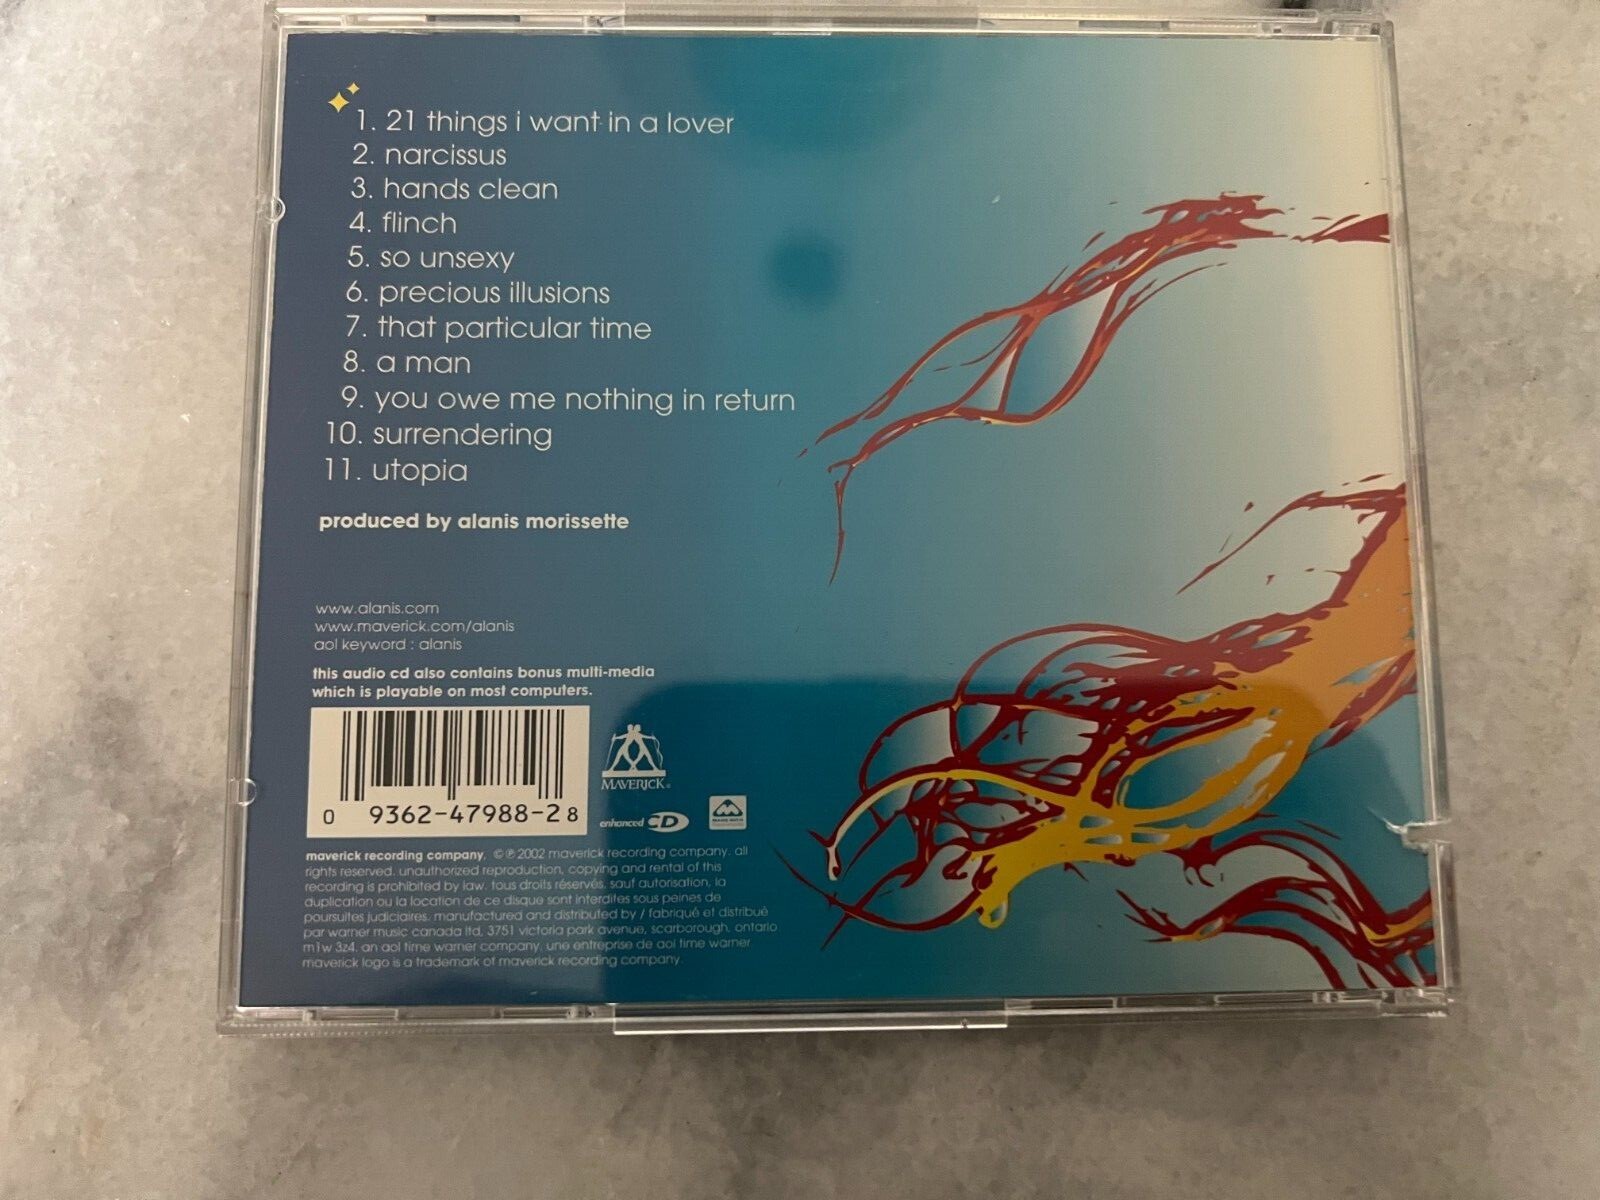 1. 21 things i want in a lover
2. narcissus
3. hands clean
4. flinch
5. so unsexy
6. precious illusions
7. that particular time
8. a man
9. you owe me nothing in return
10. surrendering
11. utopia
produced by alanis morissette
www.alanis.com
www.maverick.com/alanis
aol keyword : alanis
this audio cd also contains bonus multi-media
which is playable on most computers.
0 9362-47988-2 8
MAVERICK
enhanced CD
maverick recording company. ©℗2002 maverick recording company. all
rights reserved. unauthorized reproduction, copying and rental of this
recording is prohibited by law. tous droits réservés. sauf autorisation, la
duplication ou la location de ce disque sont interdites sous peines de
poursuites judiciaires. manufactured and distributed by / fabriqué et distribué
par warner music canada ltd, 3751 victoria park avenue, scarborough, ontario
m1w 3z4. an aol time warner company. une entreprise de aol time warner
maverick logo is a trademark of maverick recording company.